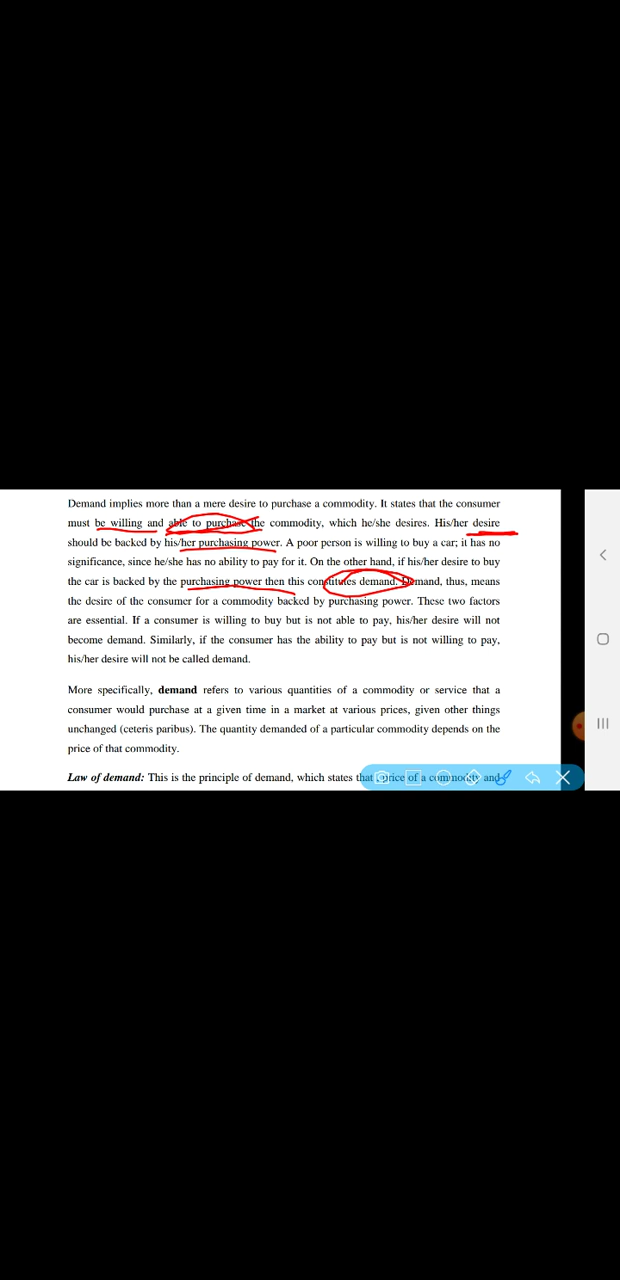 Demand implies more than a mere desire to purchase a commodity. It states that the consumer
must be willing and able to purchase the commodity, which he/she desires. His/her desire
should be backed by his/her purchasing power. A poor person is willing to buy a car; it has no
significance, since he/she has no ability to pay for it. On the other hand, if his/her desire to buy
the car is backed by the purchasing power then this constitutes demand. Demand, thus, means
the desire of the consumer for a commodity backed by purchasing power. These two factors
are essential. If a consumer is willing to buy but is not able to pay, his/her desire will not
become demand. Similarly, if the consumer has the ability to pay but is not willing to pay,
his/her desire will not be called demand.
More specifically, demand refers to various quantities of a commodity or service that a
consumer would purchase at a given time in a market at various prices, given other things
unchanged (ceteris paribus). The quantity demanded of a particular commodity depends on the
price of that commodity.
Law of demand: This is the principle of demand, which states that price of a commodity and